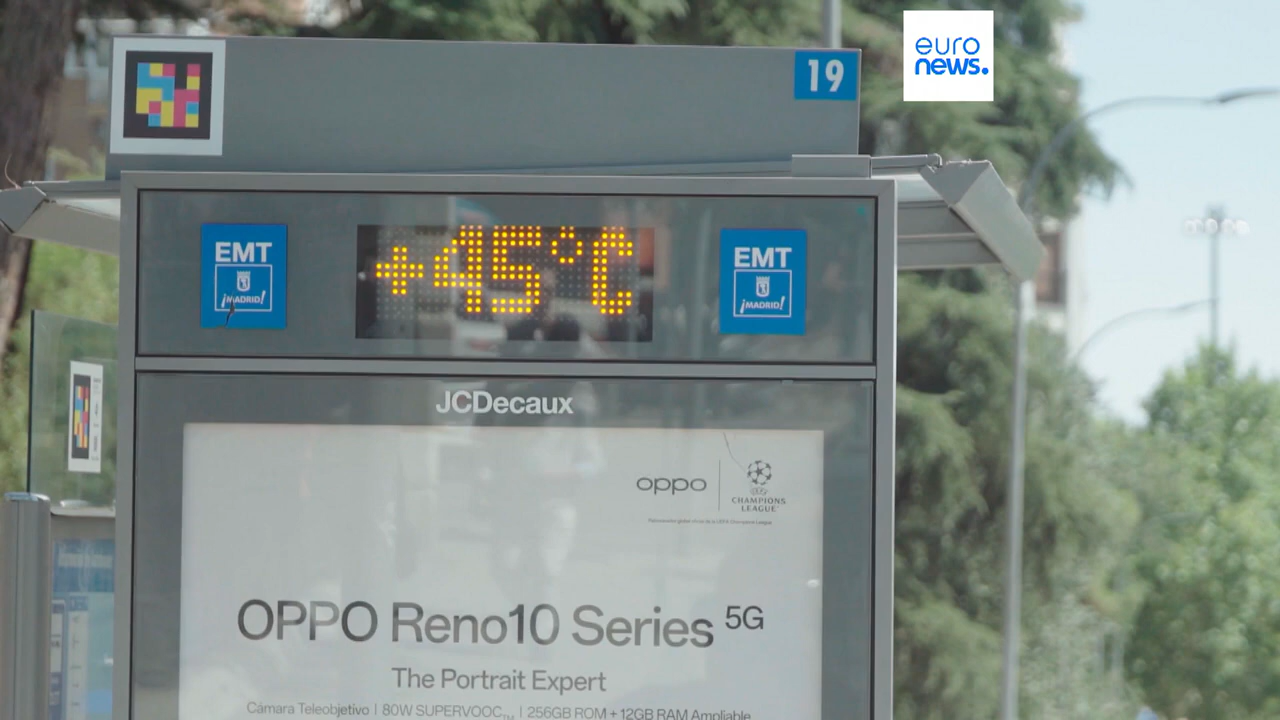 euro
news.
19
EMT
¡MADRID!
+45°C
EMT
¡MADRID!
JCDecaux
oppo
CHAMPIONS
LEAGUE
OPPO Reno10 Series 5G
The Portrait Expert
Cámara Teleobjetivo | 80W SUPERVOOC™ | 256GB ROM + 12GB RAM Ampliable